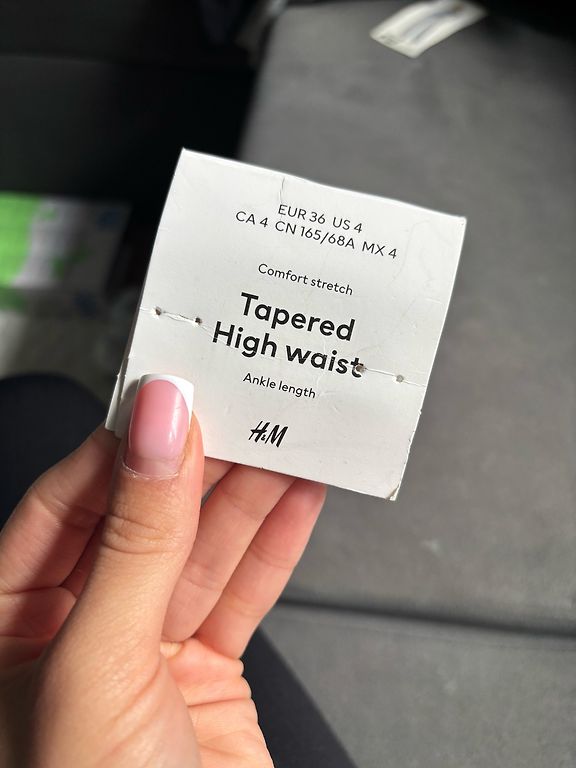 EUR 36 US 4
CA 4 CN 165/68A MX 4
Comfort stretch
Tapered
High waist
Ankle length
H&M